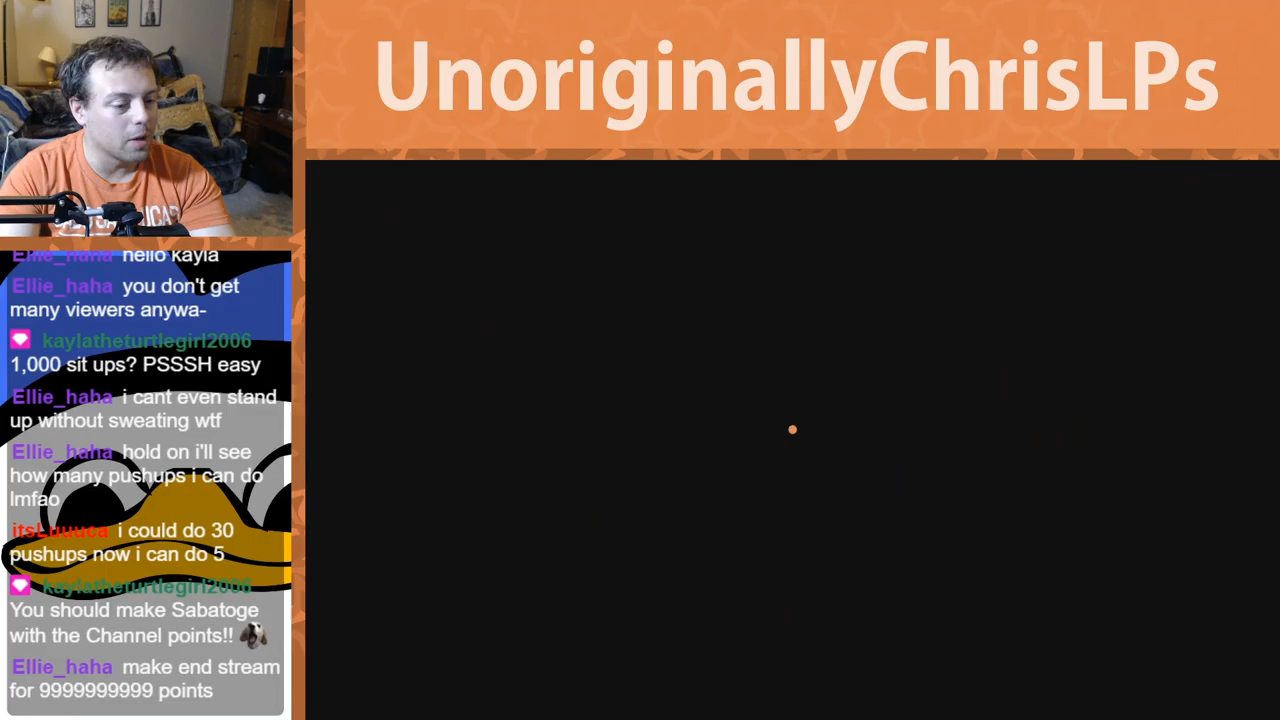 UnoriginallyChrisLPs
Ellie_haha hello kayla
Ellie_haha you don't get
many viewers anywa-
kaylatheturtlegirl2006
1,000 sit ups? PSSSH easy
Ellie_haha i cant even stand
up without sweating wtf
Ellie_haha hold on i'll see
how many pushups i can do
lmfao
itsLuuuca i could do 30
pushups now i can do 5
kaylatheturtlegirl2006
You should make Sabatoge
with the Channel points!!
Ellie_haha make end stream
for 9999999999 points